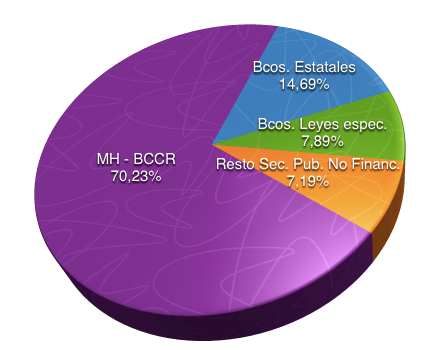 Bcos. Estatales
14,69%
Bcos. Leyes espec.
7,89%
Resto Sec. Pub. No Financ.
7,19%
MH - BCCR
70,23%